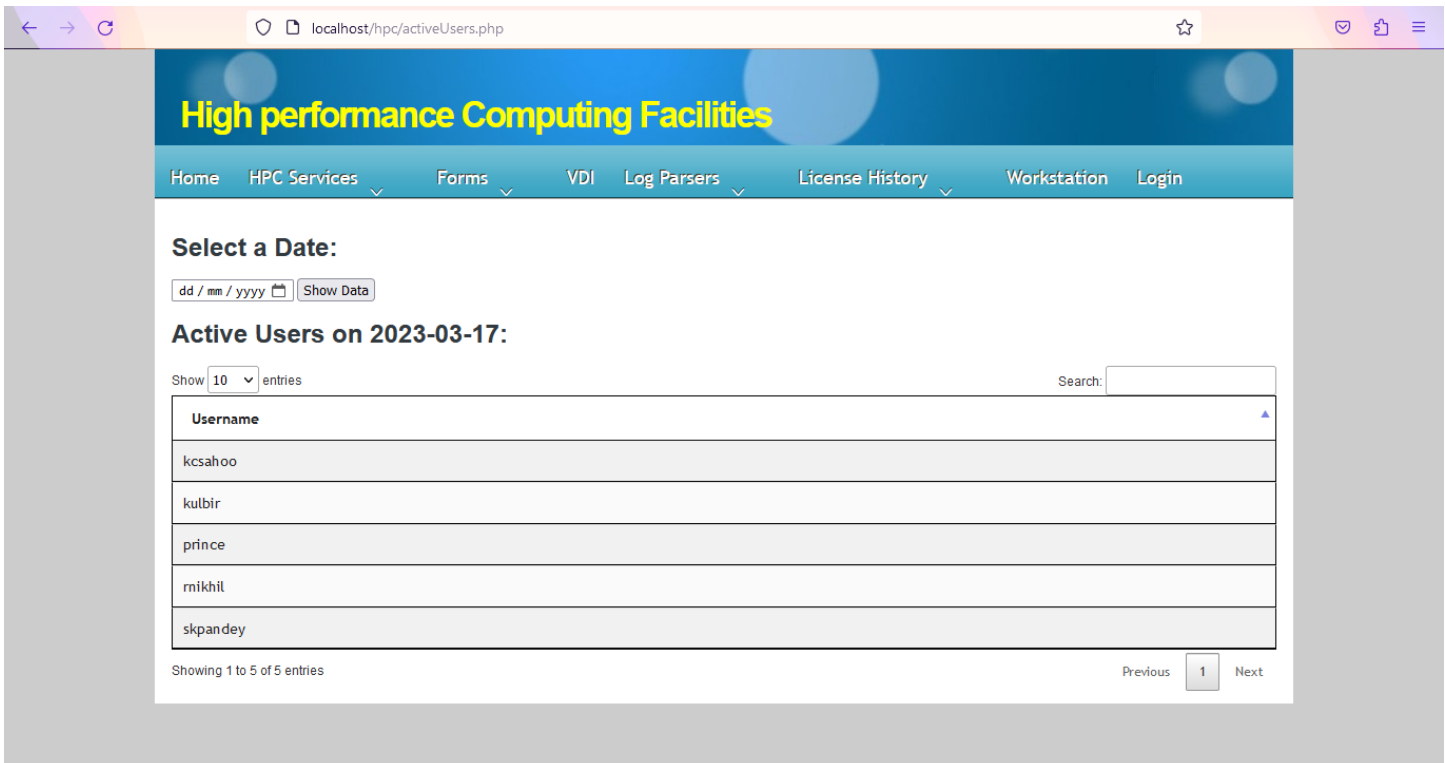 localhost/hpc/activeUsers.php
High performance Computing Facilities
Home HPC Services Forms VDI Log Parsers License History Workstation Login
Select a Date:
dd / mm / yyyy Show Data
Active Users on 2023-03-17:
Show 10 entries Search:
Username
kcsahoo
kulbir
prince
rnikhil
skpandey
Showing 1 to 5 of 5 entries Previous 1 Next